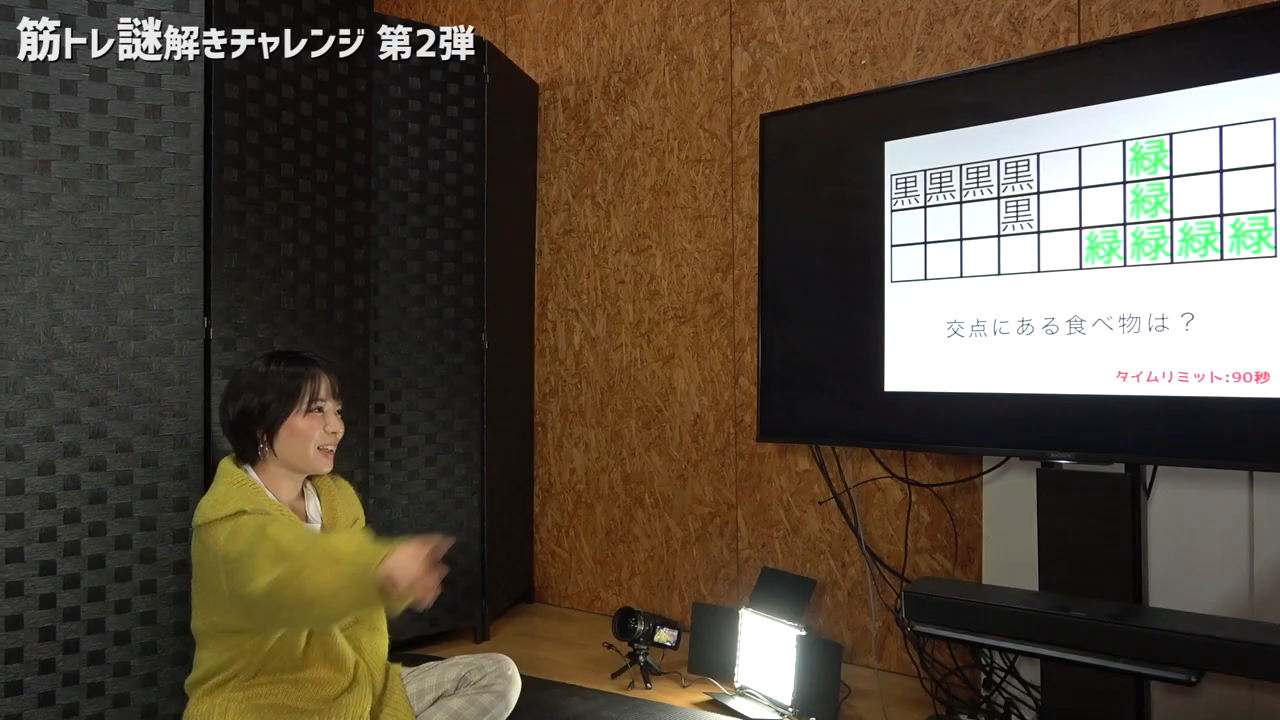 筋トレ謎解きチャレンジ 第2弾
黒 黒 黒 黒 緑
黒 緑
緑 緑 緑 緑
交点にある食べ物は？
タイムリミット:90秒